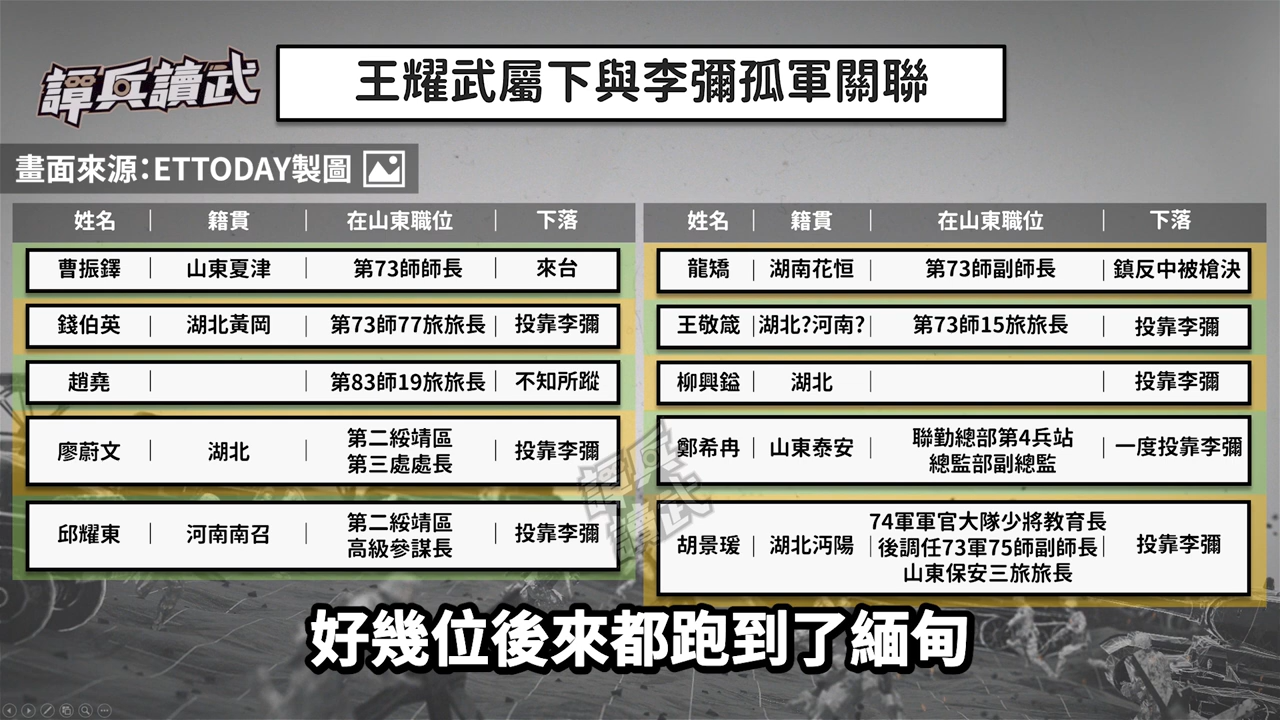 譚兵讀武
王耀武屬下與李彌孤軍關聯
畫面來源：ETTODAY製圖
姓名 | 籍貫 | 在山東職位 | 下落
曹振鐸 | 山東夏津 | 第73師師長 | 來台
錢伯英 | 湖北黃岡 | 第73師77旅旅長 | 投靠李彌
趙堯 | | 第83師19旅旅長 | 不知所蹤
廖蔚文 | 湖北 | 第二綏靖區
第三處處長 | 投靠李彌
邱耀東 | 河南南召 | 第二綏靖區
高級參謀長 | 投靠李彌
姓名 | 籍貫 | 在山東職位 | 下落
龍矯 | 湖南花恒 | 第73師副師長 | 鎮反中被槍決
王敬箴 | 湖北?河南? | 第73師15旅旅長 | 投靠李彌
柳興鎰 | 湖北 | | 投靠李彌
鄭希冉 | 山東泰安 | 聯勤總部第4兵站
總監部副總監 | 一度投靠李彌
胡景瑗 | 湖北沔陽 | 74軍軍官大隊少將教育長
後調任73軍75師副師長
山東保安三旅旅長 | 投靠李彌
譚兵
讀武
好幾位後來都跑到了緬甸